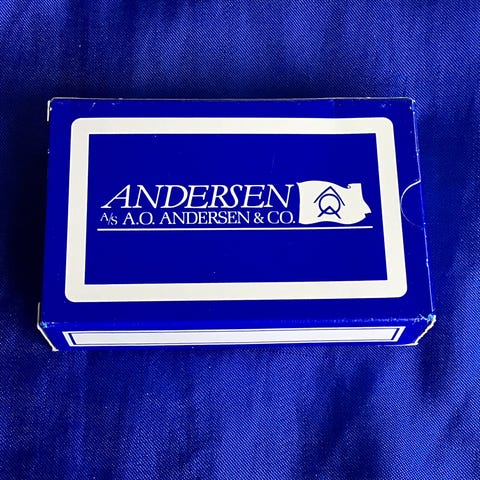 ANDERSEN
A/S A.O. ANDERSEN & CO.